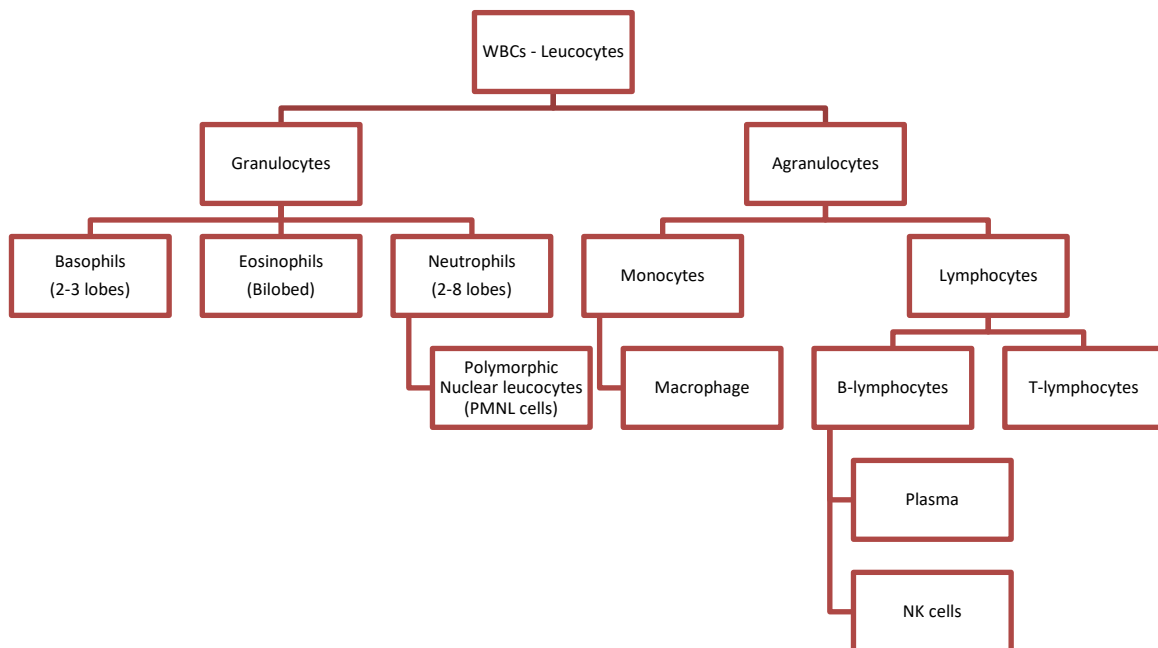 WBCs - Leucocytes
Granulocytes
Agranulocytes
Basophils
(2-3 lobes)
Eosinophils
(Bilobed)
Neutrophils
(2-8 lobes)
Monocytes
Lymphocytes
Polymorphic
Nuclear leucocytes
(PMNL cells)
Macrophage
B-lymphocytes
T-lymphocytes
Plasma
NK cells